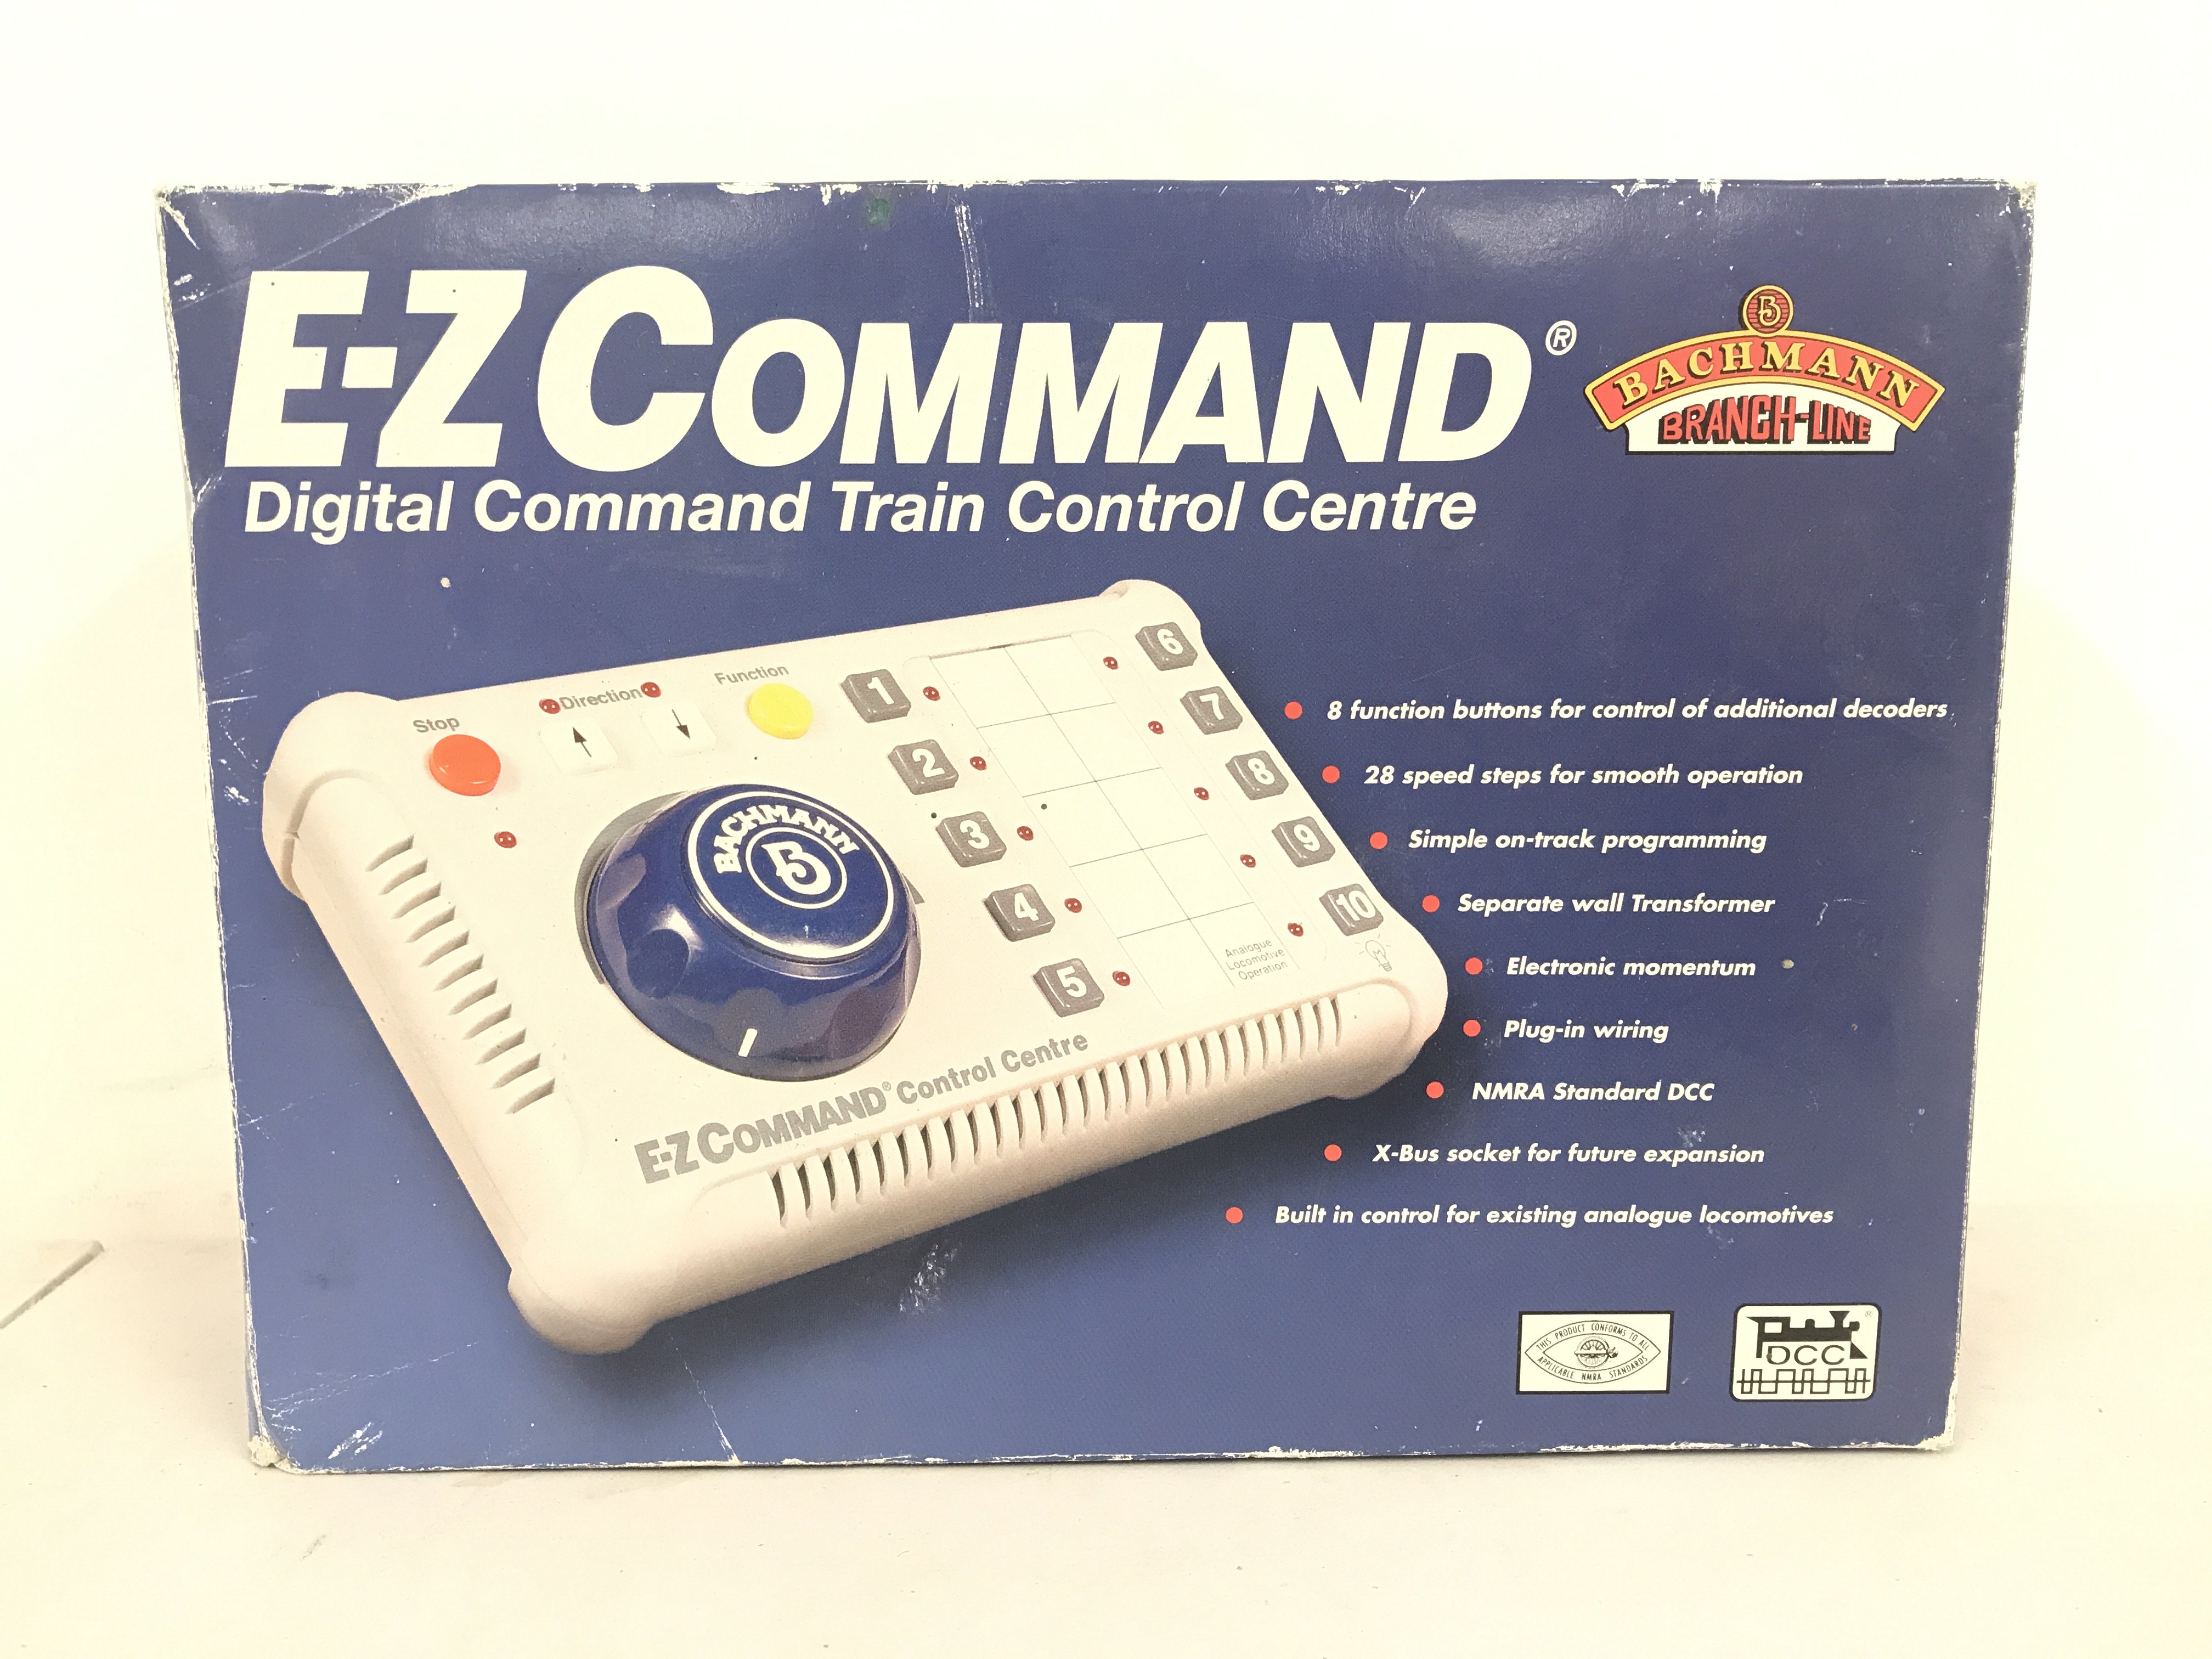 E-Z COMMAND®
BACHMANN
BRANCH-LINE
Digital Command Train Control Centre
Stop
Direction
Function
1
2
3
4
5
6
7
8
9
10
BACHMANN
B
Analogue
Locomotive
Operation
E-Z COMMAND® Control Centre
8 function buttons for control of additional decoders
28 speed steps for smooth operation
Simple on-track programming
Separate wall Transformer
Electronic momentum
Plug-in wiring
NMRA Standard DCC
X-Bus socket for future expansion
Built in control for existing analogue locomotives
THIS PRODUCT CONFORMS TO ALL
APPLICABLE NMRA STANDARDS
DCC ®